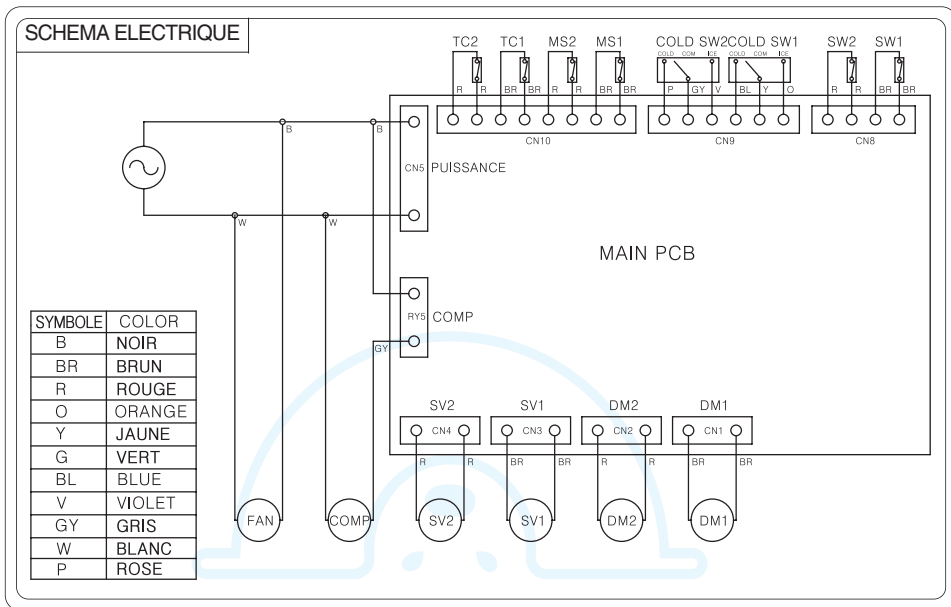 SCHEMA ELECTRIQUE
TC2 TC1 MS2 MS1 COLD SW2 COLD SW1 SW2 SW1
COLD COM ICE COLD COM ICE
R R BR BR R R BR BR P GY V BL Y O R R BR BR
CN10 CN9 CN8
B B
CN5 PUISSANCE
W W
MAIN PCB
RY5 COMP
GY
SYMBOLE COLOR
B NOIR
BR BRUN
R ROUGE
O ORANGE
Y JAUNE
G VERT
BL BLUE
V VIOLET
GY GRIS
W BLANC
P ROSE
SV2 SV1 DM2 DM1
CN4 CN3 CN2 CN1
R R BR BR R R BR BR
FAN COMP SV2 SV1 DM2 DM1